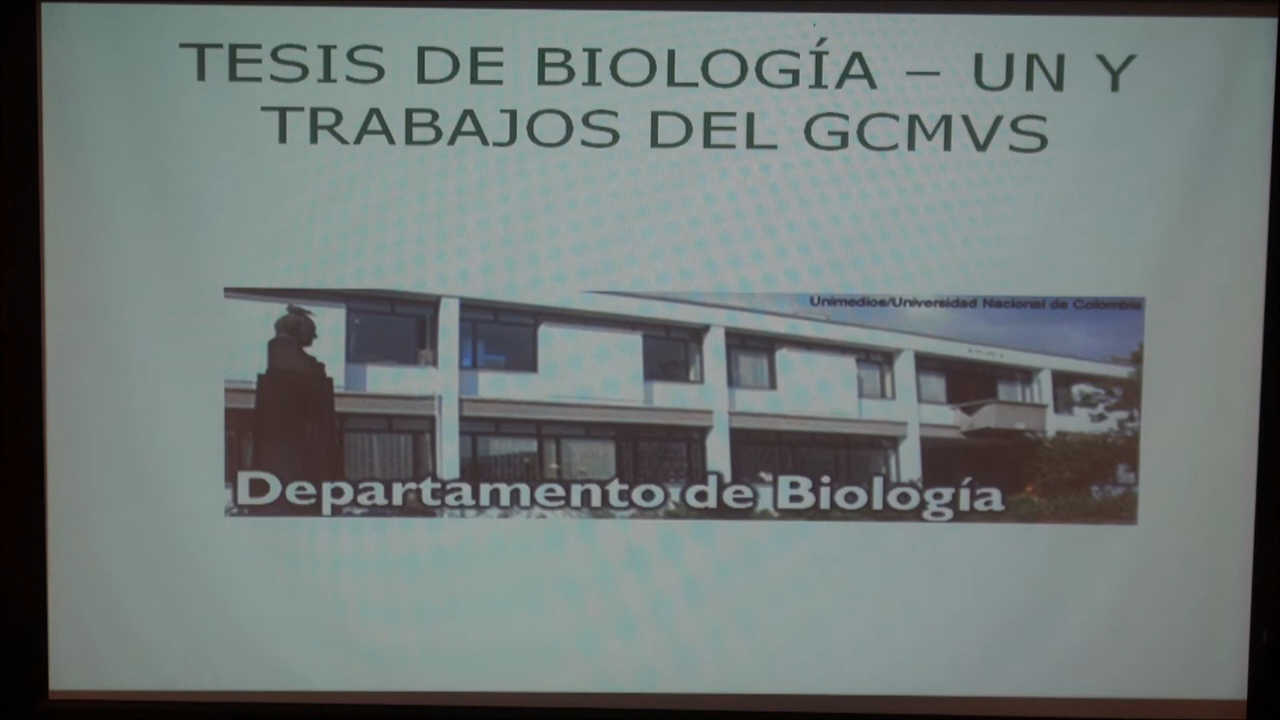 TESIS DE BIOLOGÍA – UN Y
TRABAJOS DEL GCMVS
Unimedios/Universidad Nacional de Colombia
Departamento de Biología